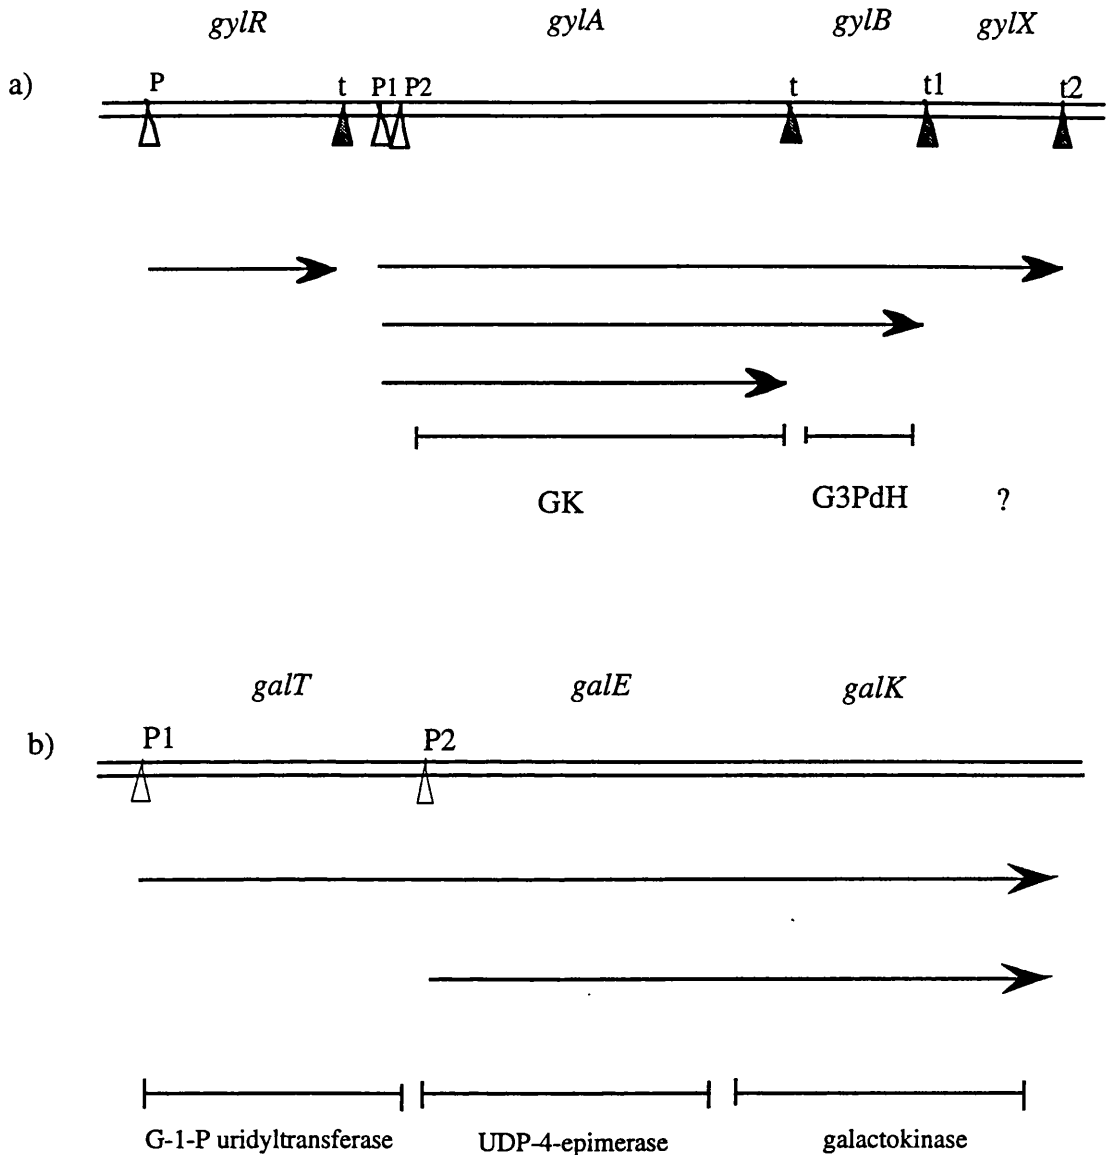 gylR gylA gylB gylX
a) P t P1 P2 t t1 t2
GK G3PdH ?
galT galE galK
b) P1 P2
G-1-P uridyltransferase UDP-4-epimerase galactokinase